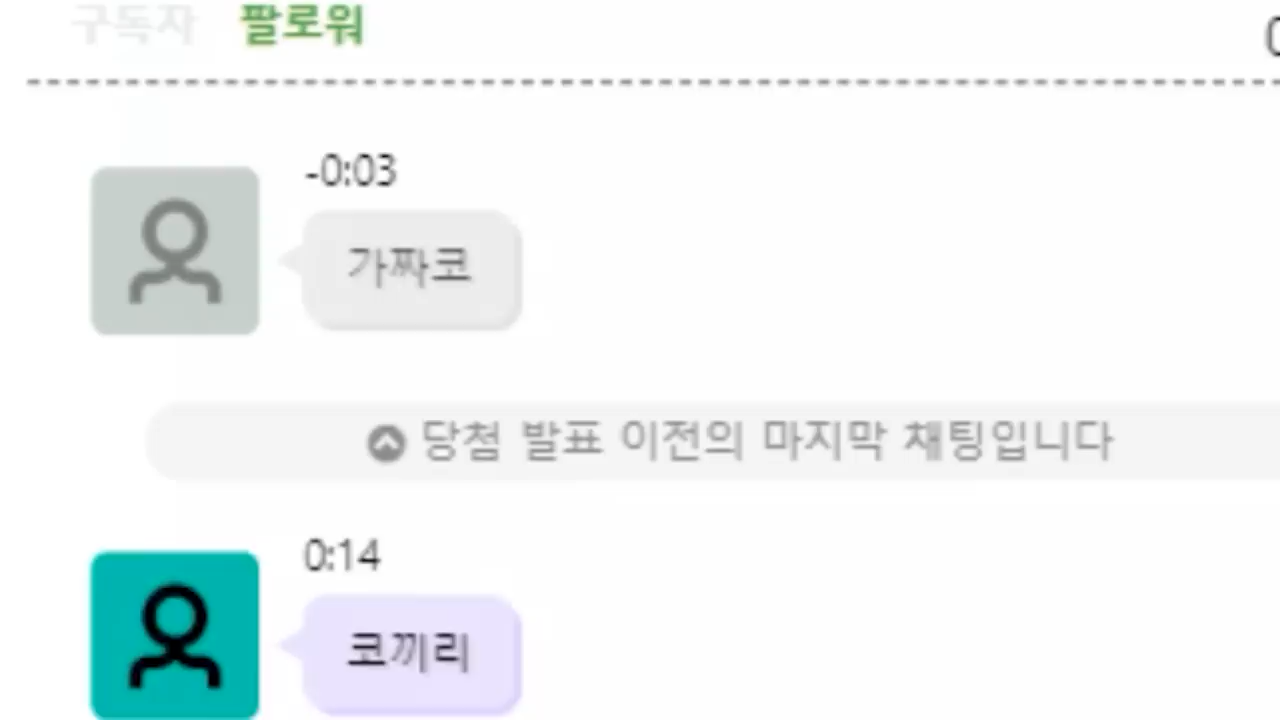 구독자 팔로워
-0:03
가짜코
당첨 발표 이전의 마지막 채팅입니다
0:14
코끼리